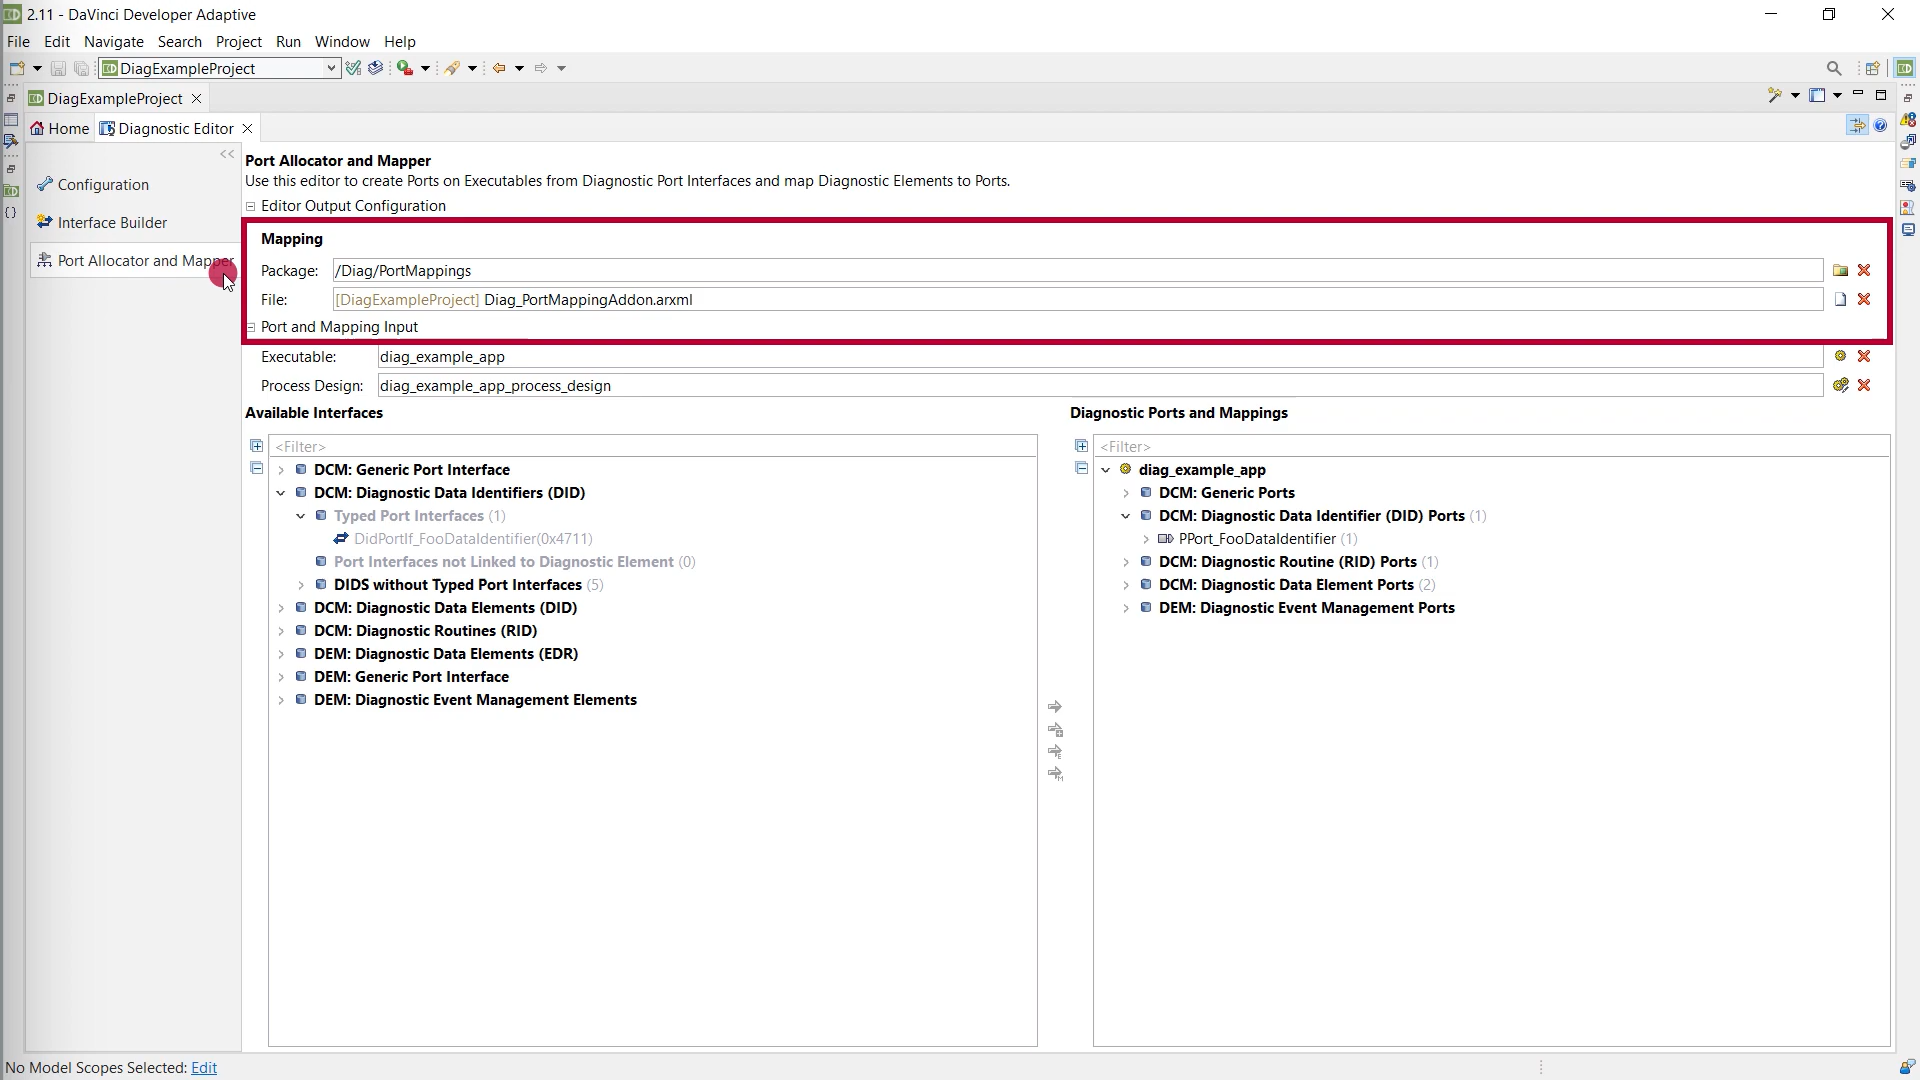 2.11 - DaVinci Developer Adaptive
File Edit Navigate Search Project Run Window Help
DiagExampleProject
DiagExampleProject
Home Diagnostic Editor
Configuration
Interface Builder
Port Allocator and Mapper
Port Allocator and Mapper
Use this editor to create Ports on Executables from Diagnostic Port Interfaces and map Diagnostic Elements to Ports.
Editor Output Configuration
Mapping
Package: /Diag/PortMappings
File: [DiagExampleProject] Diag_PortMappingAddon.arxml
Port and Mapping Input
Executable: diag_example_app
Process Design: diag_example_app_process_design
Available Interfaces
<Filter>
DCM: Generic Port Interface
DCM: Diagnostic Data Identifiers (DID)
Typed Port Interfaces (1)
DidPortIf_FooDataIdentifier(0x4711)
Port Interfaces not Linked to Diagnostic Element (0)
DIDS without Typed Port Interfaces (5)
DCM: Diagnostic Data Elements (DID)
DCM: Diagnostic Routines (RID)
DEM: Diagnostic Data Elements (EDR)
DEM: Generic Port Interface
DEM: Diagnostic Event Management Elements
Diagnostic Ports and Mappings
<Filter>
diag_example_app
DCM: Generic Ports
DCM: Diagnostic Data Identifier (DID) Ports (1)
PPort_FooDataIdentifier (1)
DCM: Diagnostic Routine (RID) Ports (1)
DCM: Diagnostic Data Element Ports (2)
DEM: Diagnostic Event Management Ports
No Model Scopes Selected: Edit